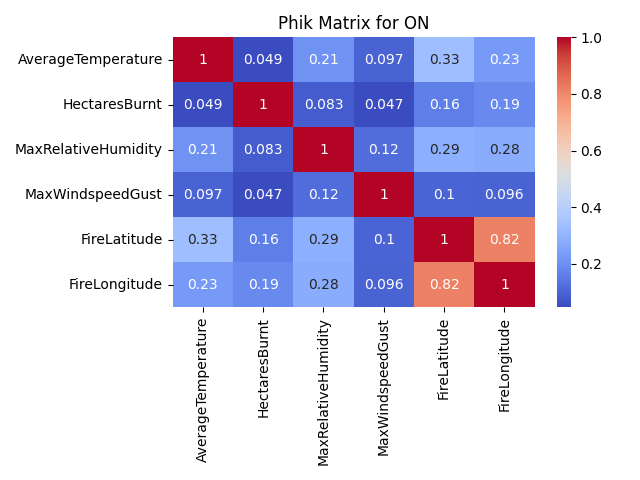 Phik Matrix for ON
AverageTemperature 1 0.049 0.21 0.097 0.33 0.23
HectaresBurnt 0.049 1 0.083 0.047 0.16 0.19
MaxRelativeHumidity 0.21 0.083 1 0.12 0.29 0.28
MaxWindspeedGust 0.097 0.047 0.12 1 0.1 0.096
FireLatitude 0.33 0.16 0.29 0.1 1 0.82
FireLongitude 0.23 0.19 0.28 0.096 0.82 1
AverageTemperature
HectaresBurnt
MaxRelativeHumidity
MaxWindspeedGust
FireLatitude
FireLongitude
1.0
0.8
0.6
0.4
0.2